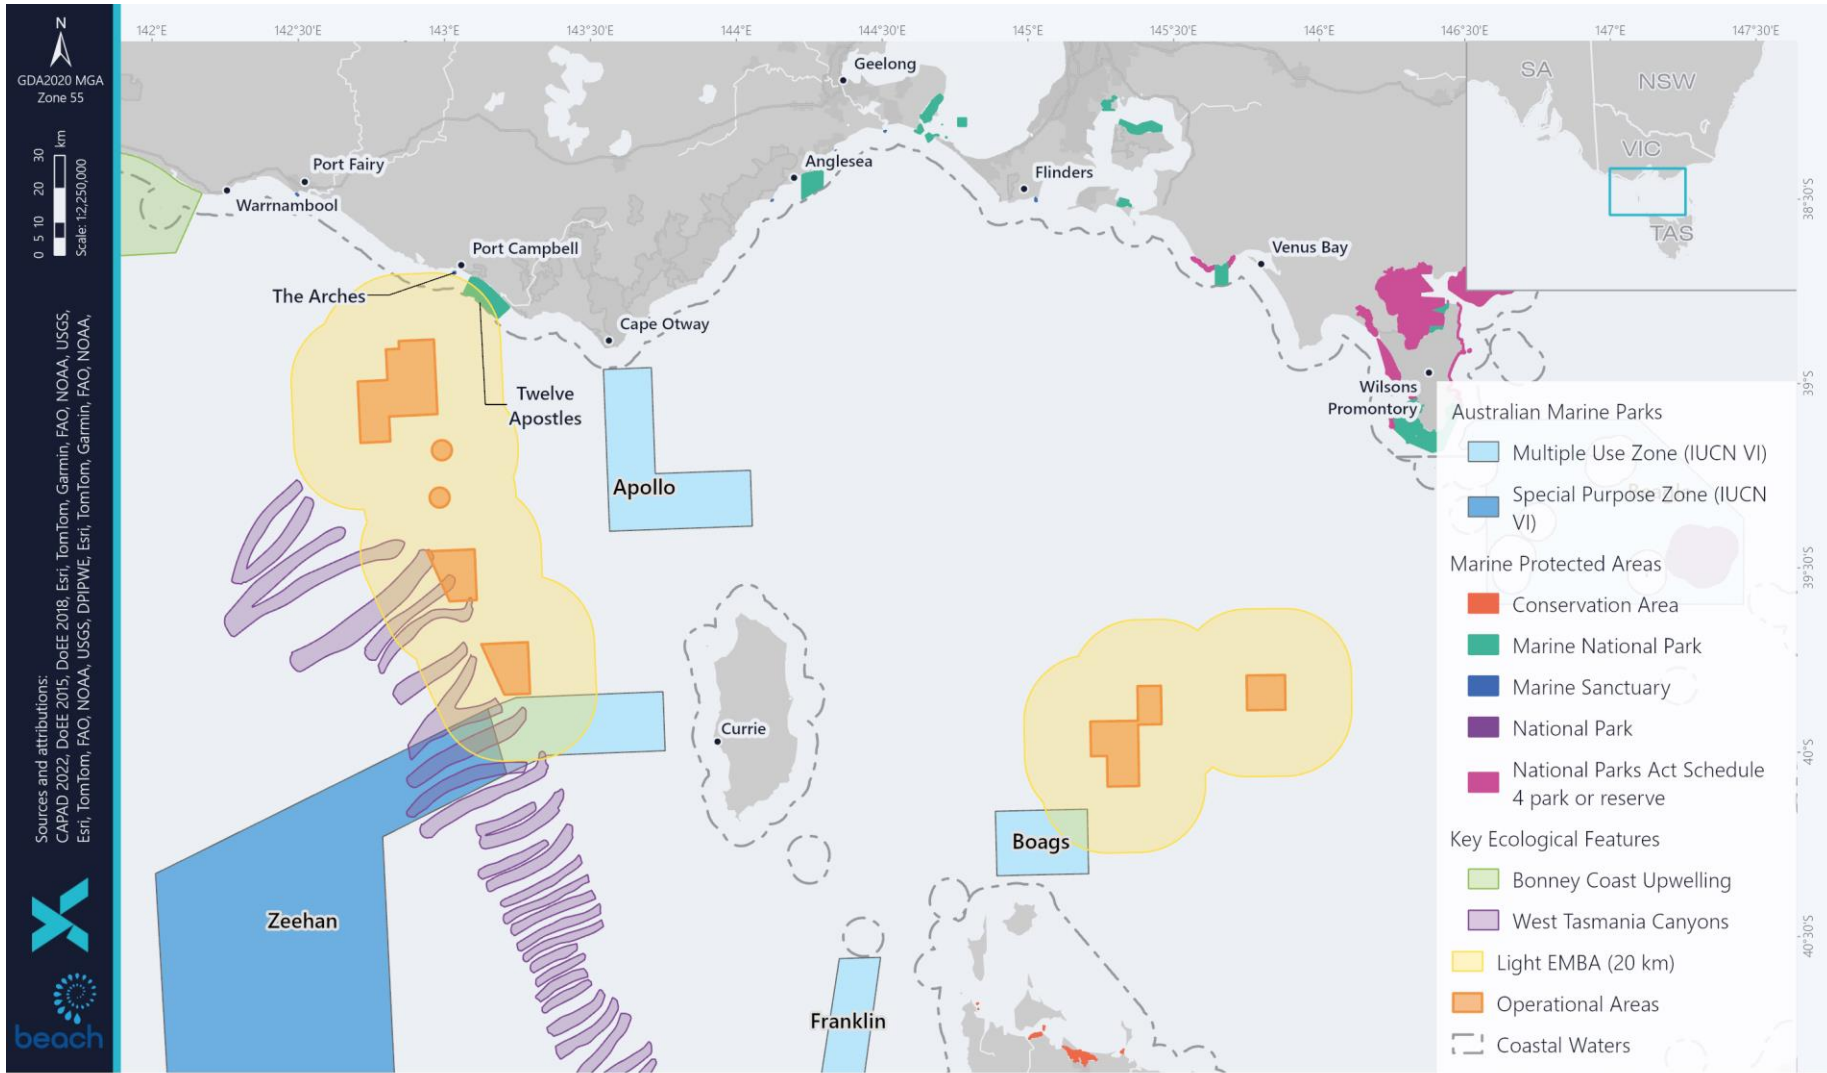 N
GDA2020 MGA
Zone 55
0 5 10 20 30 km
Scale: 1:2,250,000
Sources and attributions:
CAPAD 2022, DoEE 2015, DoEE 2018, Esri, TomTom, Garmin, FAO, NOAA, USGS,
Esri, TomTom, FAO, NOAA, USGS, DPIPWE, Esri, TomTom, Garmin, FAO, NOAA,
beach
142°E
142°30'E
143°E
143°30'E
144°E
144°30'E
145°E
145°30'E
146°E
146°30'E
147°E
147°30'E
38°30'S
39°S
39°30'S
40°S
40°30'S
SA
NSW
VIC
TAS
Geelong
Port Fairy
Warrnambool
Anglesea
Flinders
Port Campbell
Venus Bay
The Arches
Cape Otway
Twelve
Apostles
Wilsons
Promontory
Apollo
Currie
Boags
Zeehan
Franklin
Australian Marine Parks
Multiple Use Zone (IUCN VI)
Special Purpose Zone (IUCN
VI)
Marine Protected Areas
Conservation Area
Marine National Park
Marine Sanctuary
National Park
National Parks Act Schedule
4 park or reserve
Key Ecological Features
Bonney Coast Upwelling
West Tasmania Canyons
Light EMBA (20 km)
Operational Areas
Coastal Waters